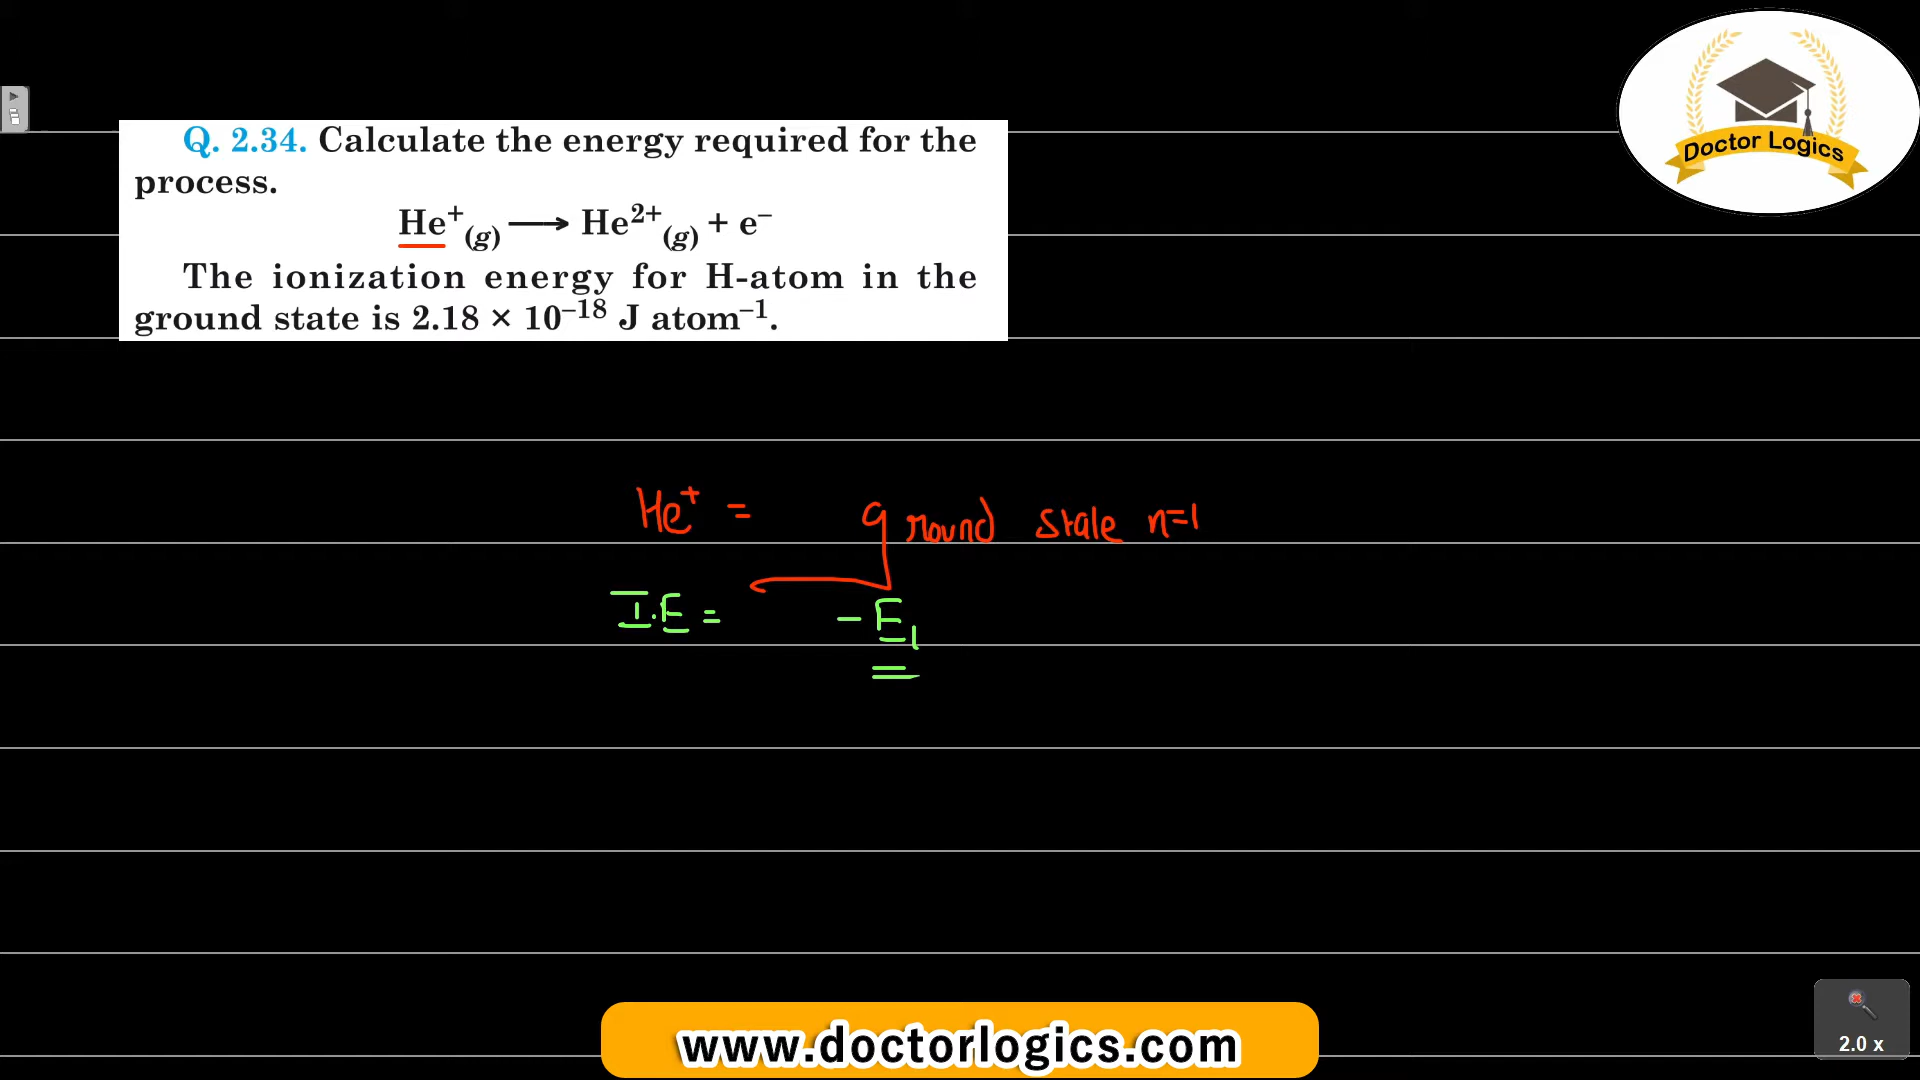 Doctor Logics
Q. 2.34. Calculate the energy required for the
process.
He⁺(g) ⟶ He²⁺(g) + e⁻
The ionization energy for H-atom in the
ground state is 2.18 × 10⁻¹⁸ J atom⁻¹.
He⁺ = ground stale n=1
I.E = - E₁
www.doctorlogics.com
2.0 x